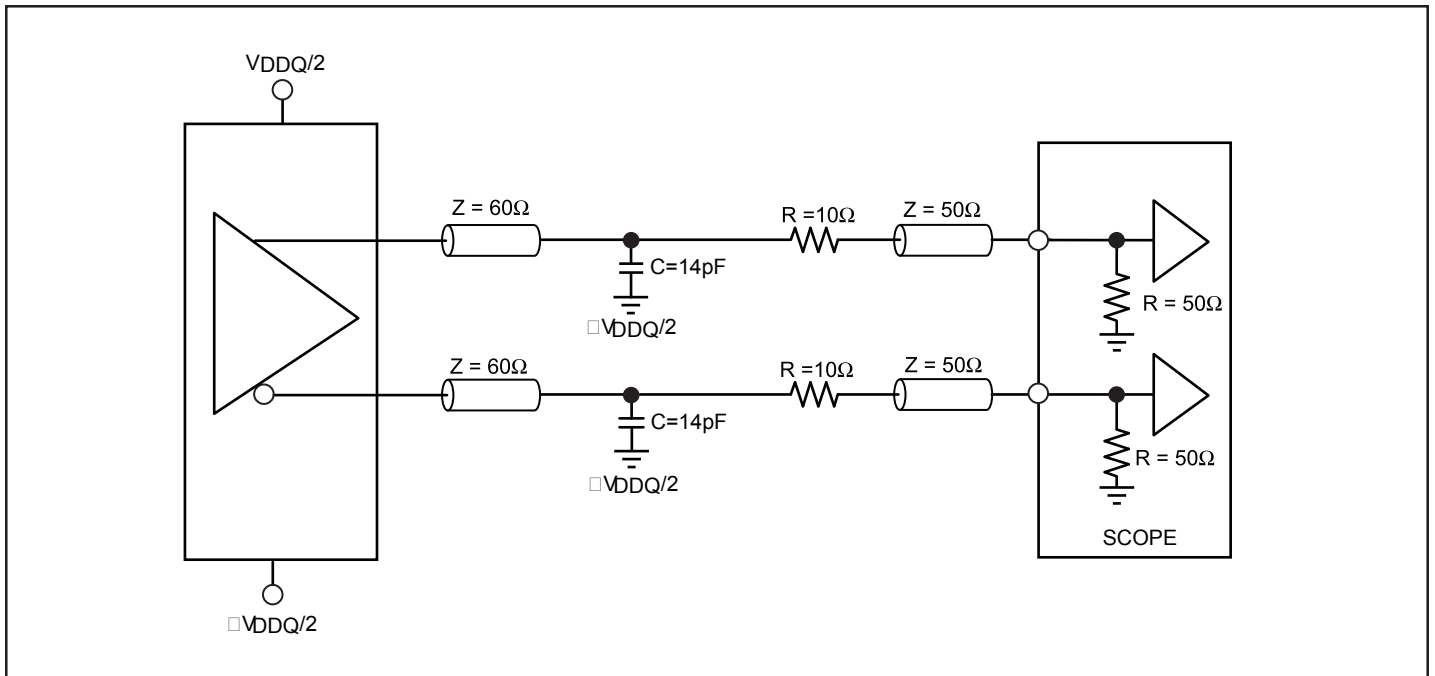 VDDQ/2
Z = 60Ω
R =10Ω
Z = 50Ω
C=14pF
□VDDQ/2
R = 50Ω
Z = 60Ω
R =10Ω
Z = 50Ω
C=14pF
□VDDQ/2
R = 50Ω
SCOPE
□VDDQ/2